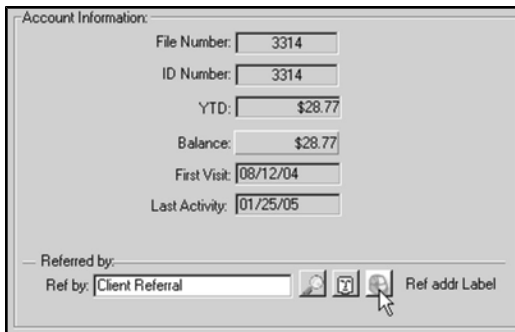 Account Information:
File Number: 3314
ID Number: 3314
YTD: $28.77
Balance: $28.77
First Visit: 08/12/04
Last Activity: 01/25/05
Referred by:
Ref by: Client Referral Ref addr Label